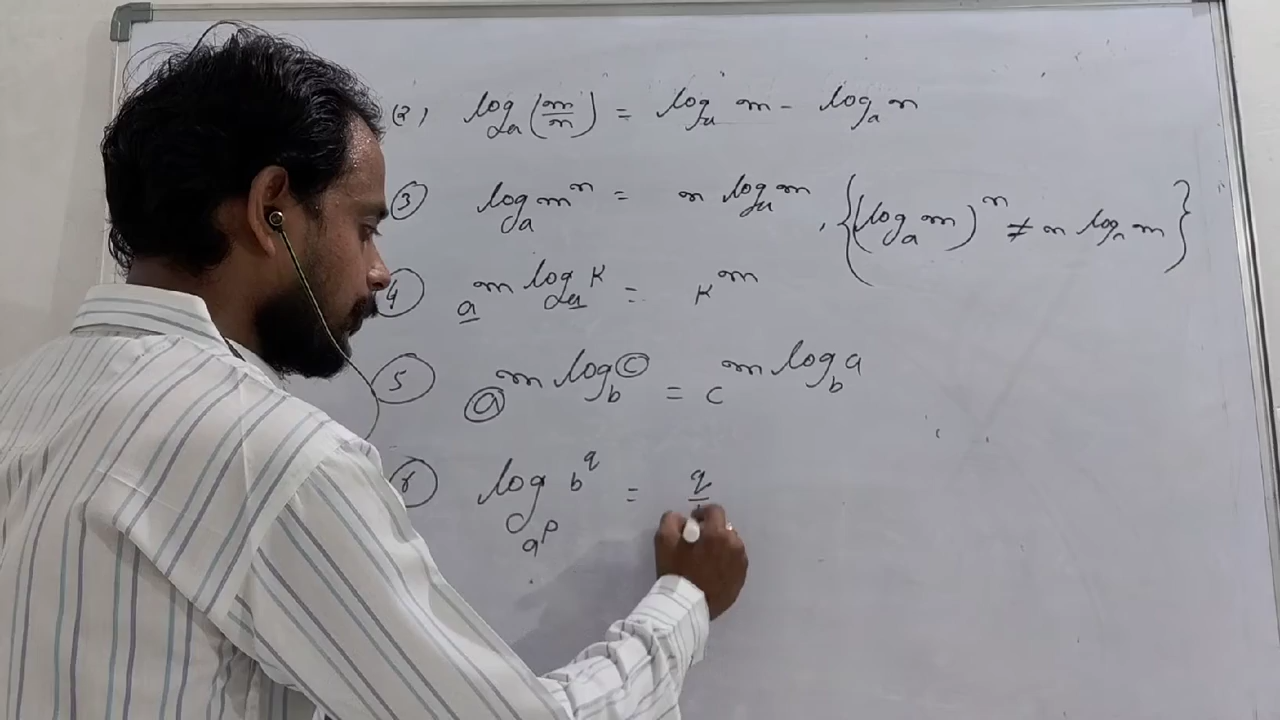 (2) log_a (m/n) = log_a m - log_a n
③ log_a m^n = n log_a m , {(log_a m)^n ≠ n log_a m}
④ a^(m log_a K) = K^m
⑤ a^(m log_b c) = c^(m log_b a)
⑥ log_(a^p) b^q = q